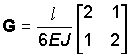 G = l/6EJ [2 1
1 2]